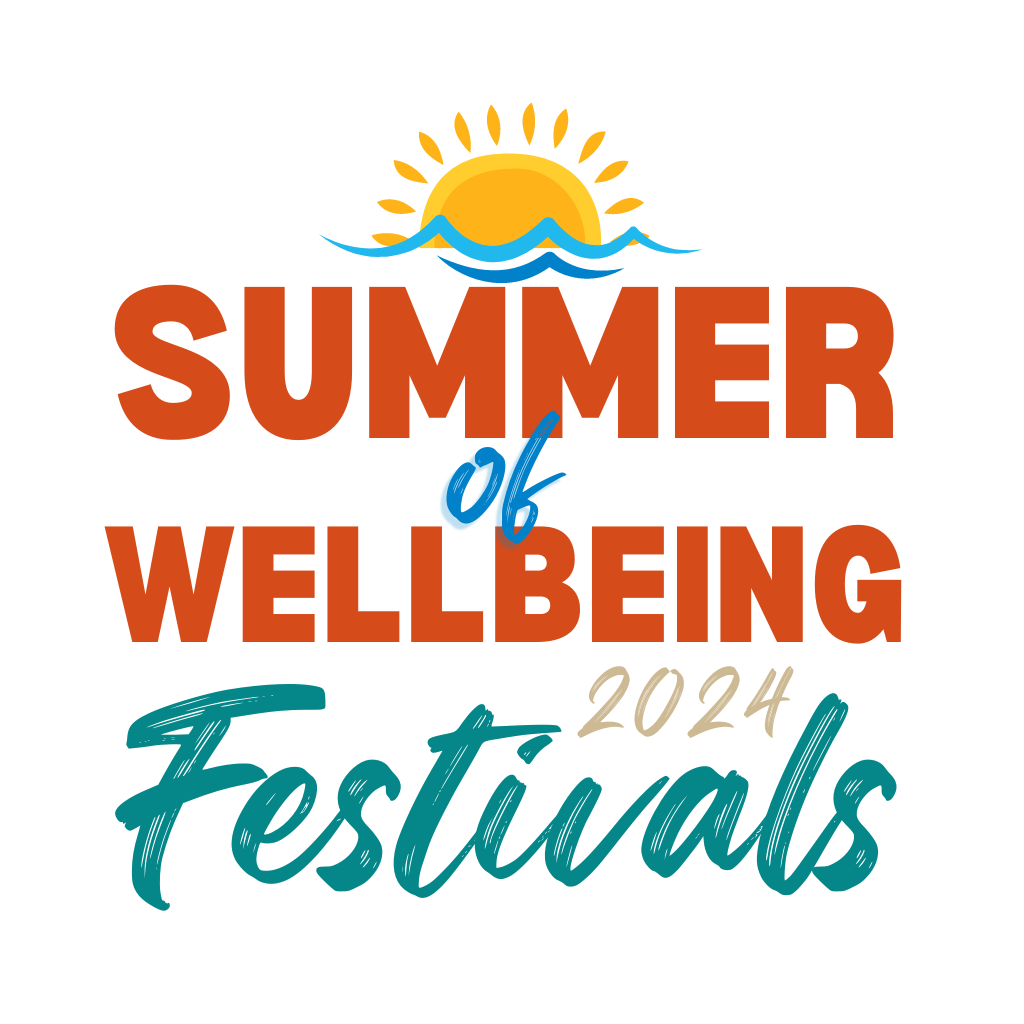 SUMMER
of
WELLBEING
2024
Festivals